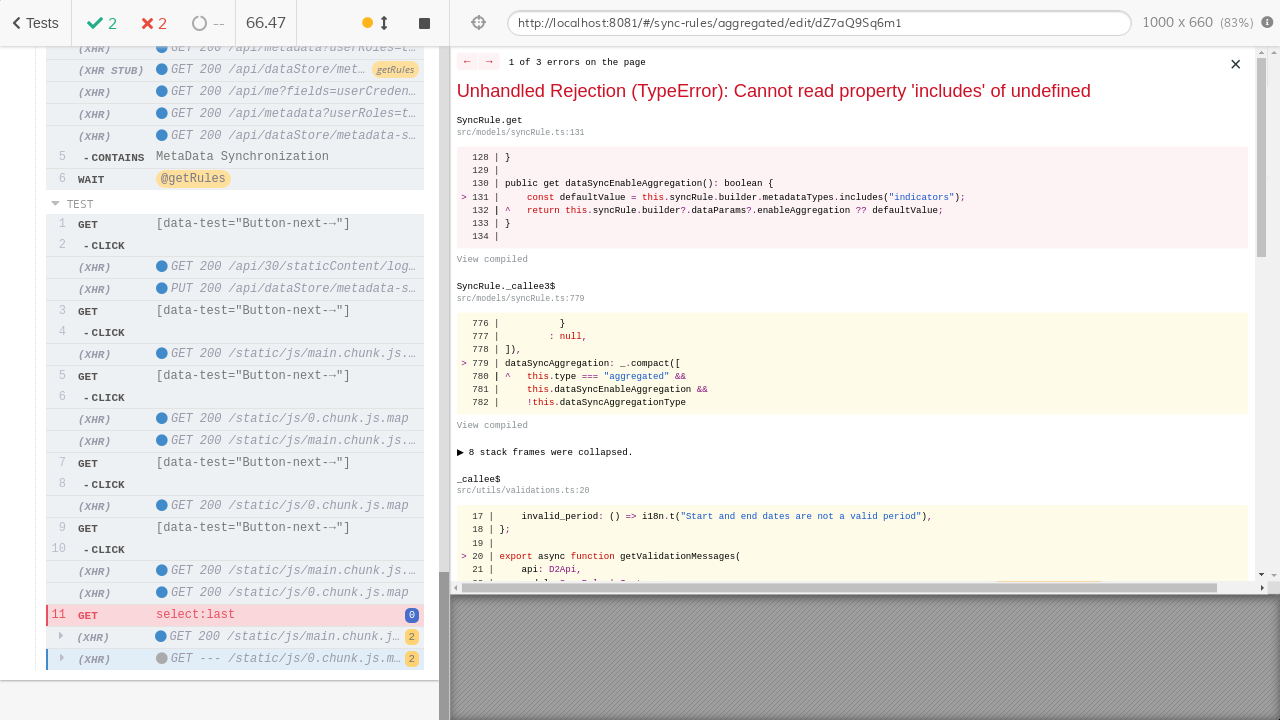 Tests
2
2
--
66.47
http://localhost:8081/#/sync-rules/aggregated/edit/dZ7aQ9Sq6m1
1000 x 660 (83%)
(XHR) GET 200 /api/metadata?userRoles=t…
(XHR STUB) GET 200 /api/dataStore/met… getRules
(XHR) GET 200 /api/me?fields=userCreden…
(XHR) GET 200 /api/metadata?userRoles=t…
(XHR) GET 200 /api/dataStore/metadata-s…
5 -CONTAINS MetaData Synchronization
6 WAIT @getRules
TEST
1 GET [data-test="Button-next-→"]
2 -CLICK
(XHR) GET 200 /api/30/staticContent/log…
(XHR) PUT 200 /api/dataStore/metadata-s…
3 GET [data-test="Button-next-→"]
4 -CLICK
(XHR) GET 200 /static/js/main.chunk.js.…
5 GET [data-test="Button-next-→"]
6 -CLICK
(XHR) GET 200 /static/js/0.chunk.js.map
(XHR) GET 200 /static/js/main.chunk.js.…
7 GET [data-test="Button-next-→"]
8 -CLICK
(XHR) GET 200 /static/js/0.chunk.js.map
9 GET [data-test="Button-next-→"]
10 -CLICK
(XHR) GET 200 /static/js/main.chunk.js.…
(XHR) GET 200 /static/js/0.chunk.js.map
11 GET select:last 0
(XHR) GET 200 /static/js/main.chunk.j… 2
(XHR) GET --- /static/js/0.chunk.js.m… 2
← → 1 of 3 errors on the page ×
Unhandled Rejection (TypeError): Cannot read property 'includes' of undefined
SyncRule.get
src/models/syncRule.ts:131
128 | }
129 |
130 | public get dataSyncEnableAggregation(): boolean {
> 131 | const defaultValue = this.syncRule.builder.metadataTypes.includes("indicators");
132 | ^ return this.syncRule.builder?.dataParams?.enableAggregation ?? defaultValue;
133 | }
134 |
View compiled
SyncRule._callee3$
src/models/syncRule.ts:779
776 | }
777 | : null,
778 | ]),
> 779 | dataSyncAggregation: _.compact([
780 | ^ this.type === "aggregated" &&
781 | this.dataSyncEnableAggregation &&
782 | !this.dataSyncAggregationType
View compiled
▶ 8 stack frames were collapsed.
_callee$
src/utils/validations.ts:20
17 | invalid_period: () => i18n.t("Start and end dates are not a valid period"),
18 | };
19 |
> 20 | export async function getValidationMessages(
21 | api: D2Api,